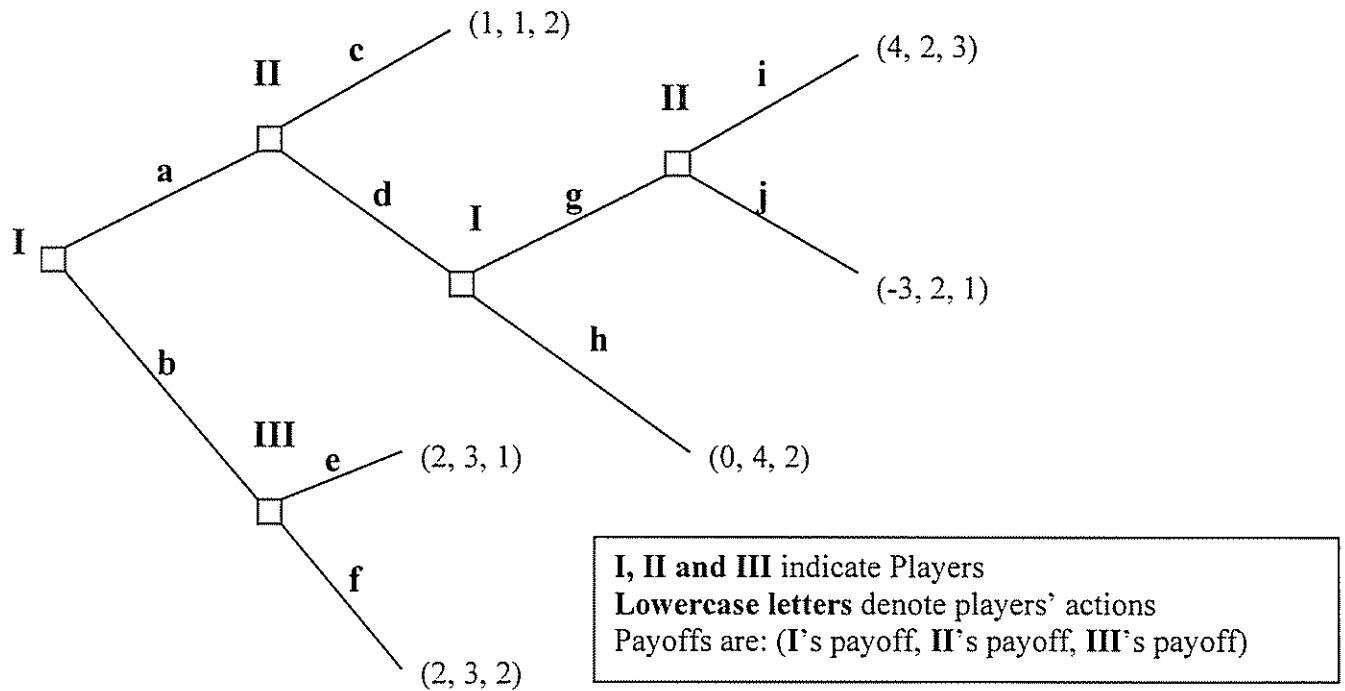 (1, 1, 2)
c
(4, 2, 3)
II
i
II
a
d
g
j
I
I
(-3, 2, 1)
h
b
III
e
(2, 3, 1)
(0, 4, 2)
f
(2, 3, 2)
I, II and III indicate Players
Lowercase letters denote players' actions
Payoffs are: (I's payoff, II's payoff, III's payoff)